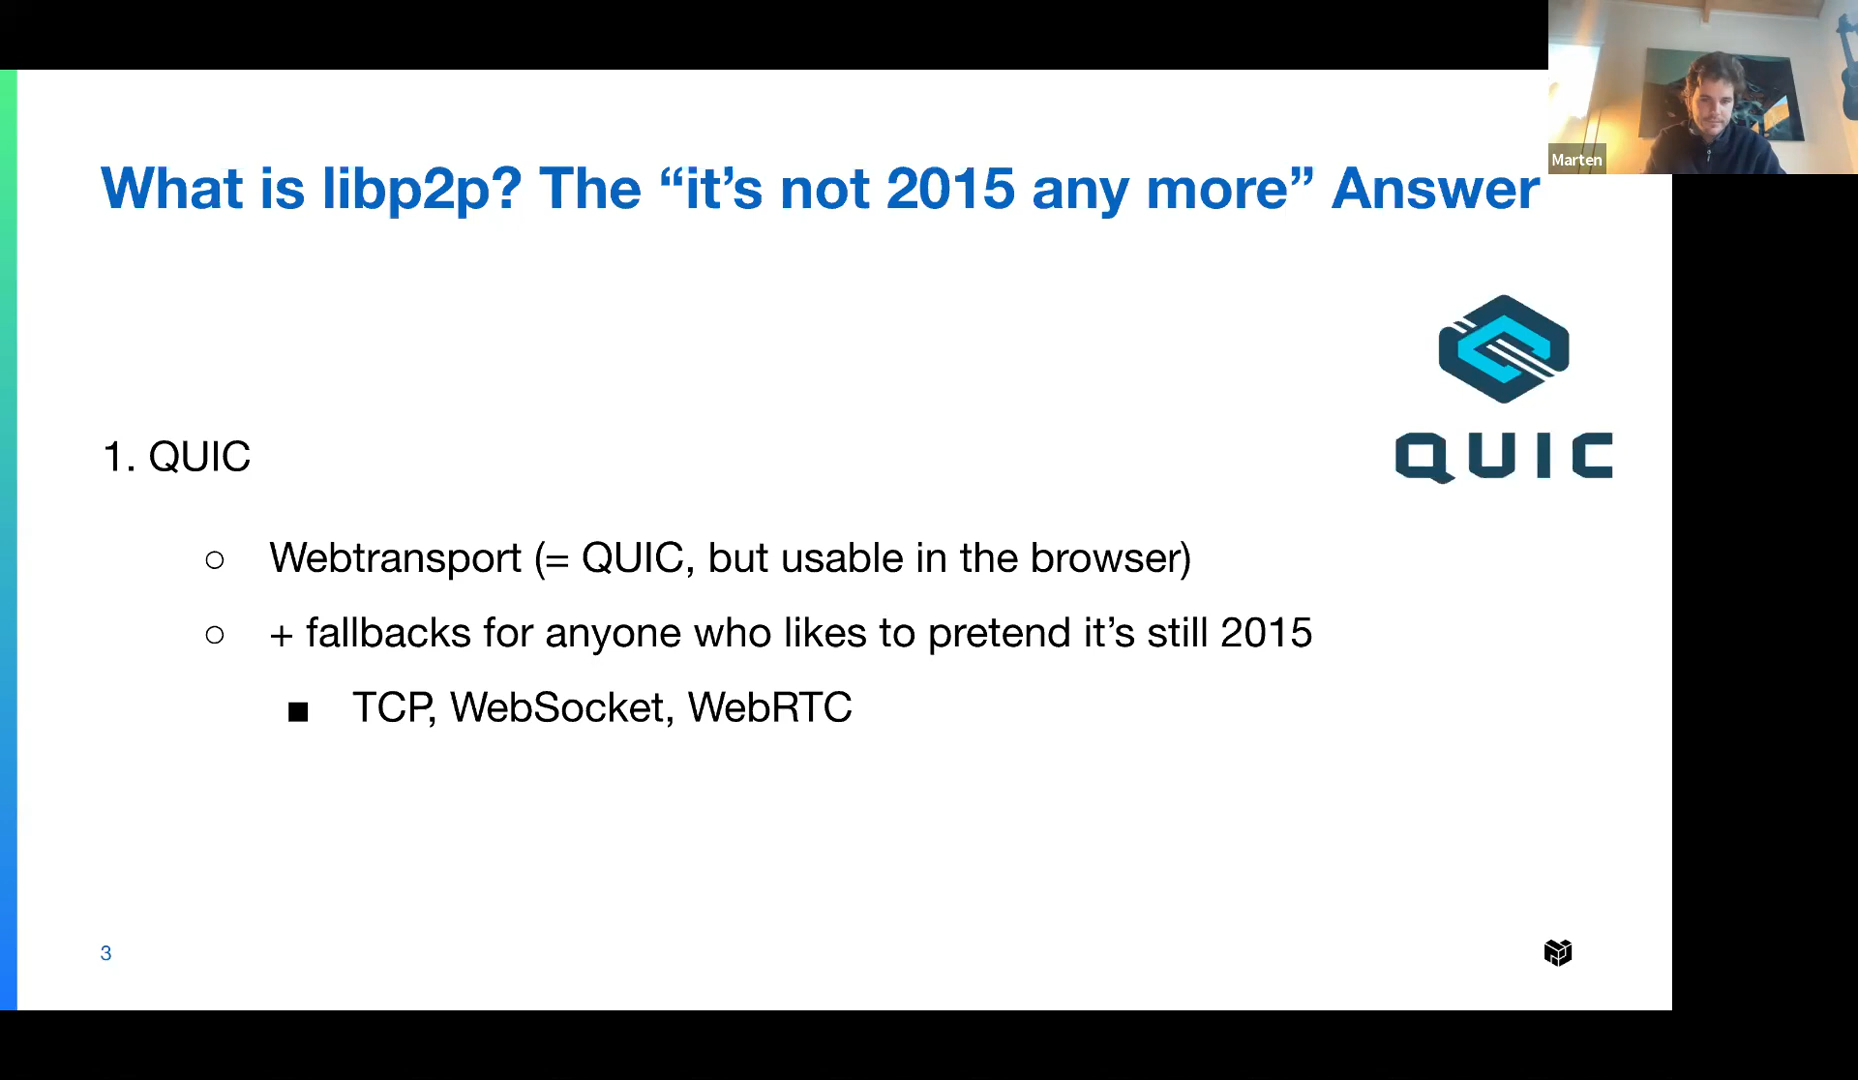 What is libp2p? The “it’s not 2015 any more” Answer
Marten
QUIC
1. QUIC
○ Webtransport (= QUIC, but usable in the browser)
○ + fallbacks for anyone who likes to pretend it’s still 2015
■ TCP, WebSocket, WebRTC
3